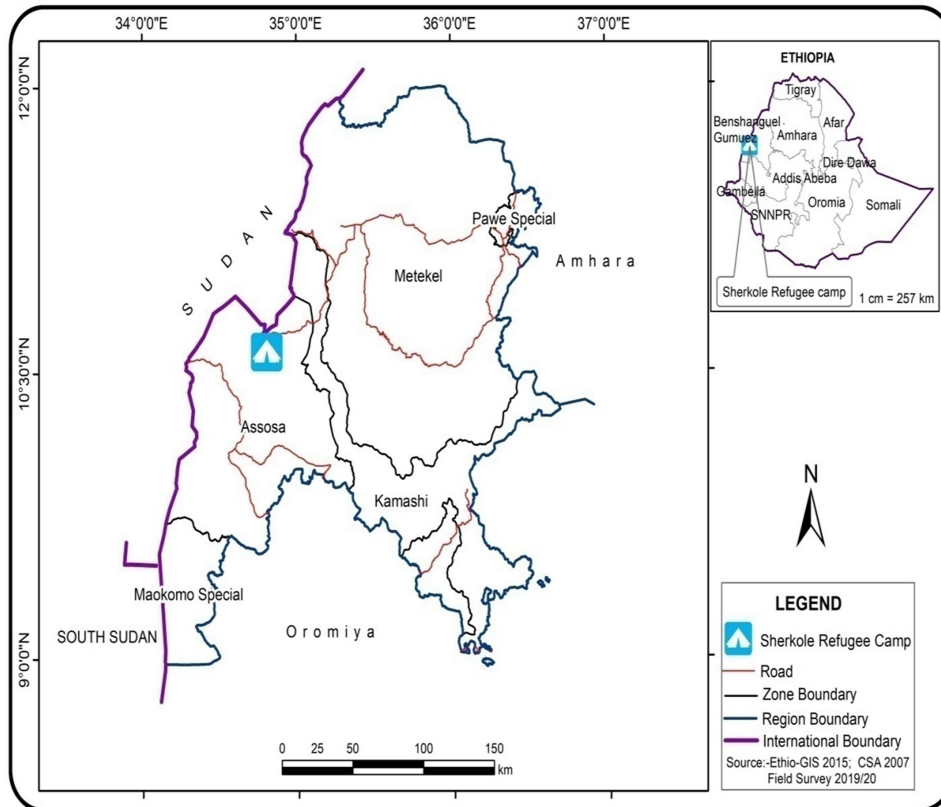 34°0'0"E 35°0'0"E 36°0'0"E 37°0'0"E
12°0'0"N
10°30'0"N
9°0'0"N
SUDAN
Pawe Special
Metekel
Amhara
Assosa
Kamashi
Maokomo Special
SOUTH SUDAN
Oromiya
0 25 50 100 150
km
ETHIOPIA
Tigray
Benshanguel
Gumuez
Afar
Amhara
Dire Dawa
Addis Abeba
Gambella
Oromia
Somali
SNNPR
Sherkole Refugee camp
1 cm = 257 km
N
LEGEND
Sherkole Refugee Camp
Road
Zone Boundary
Region Boundary
International Boundary
Source:-Ethio-GIS 2015; CSA 2007
Field Survey 2019/20